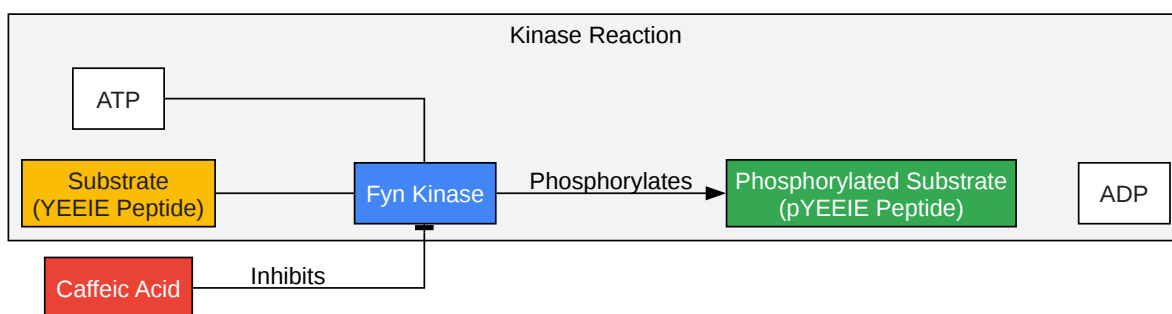 Kinase Reaction
ATP
Substrate
(YEEIE Peptide)
Fyn Kinase
Phosphorylates
Phosphorylated Substrate
(pYEEIE Peptide)
ADP
Caffeic Acid
Inhibits